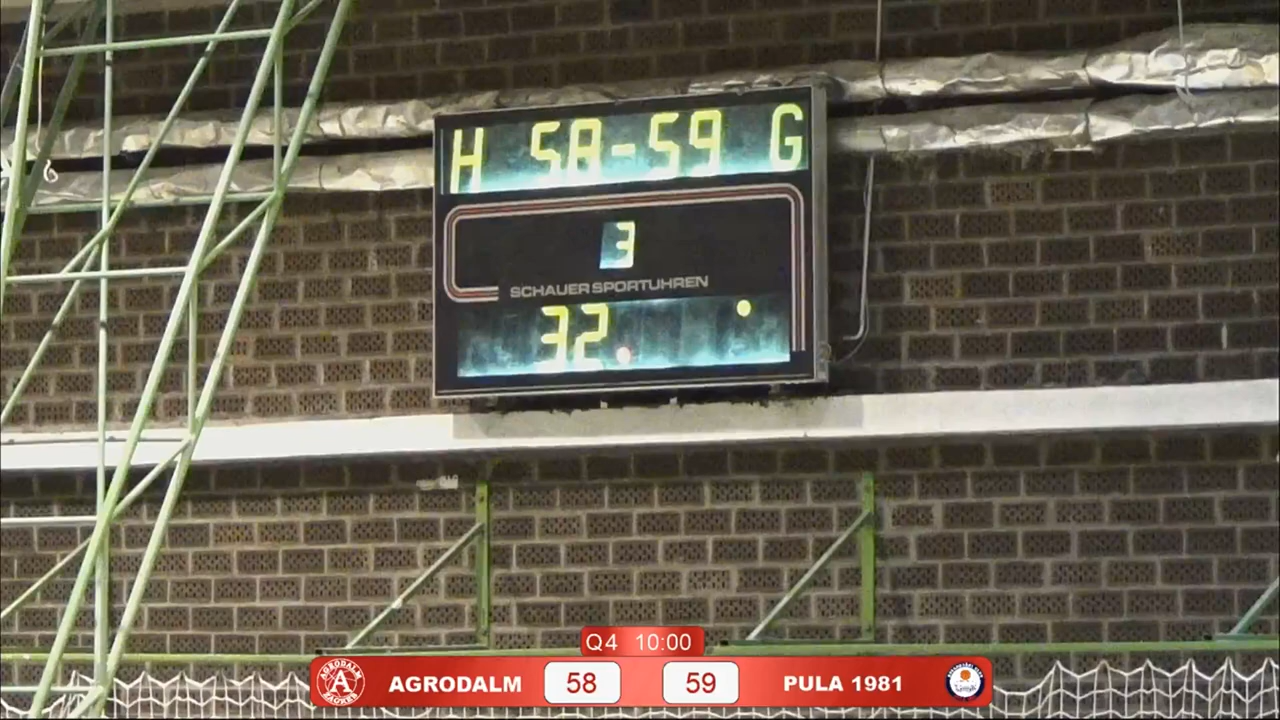 H 58-59 G
3
SCHAUER SPORTUHREN
32
Q4 10:00
AGRODALM 58 59 PULA 1981